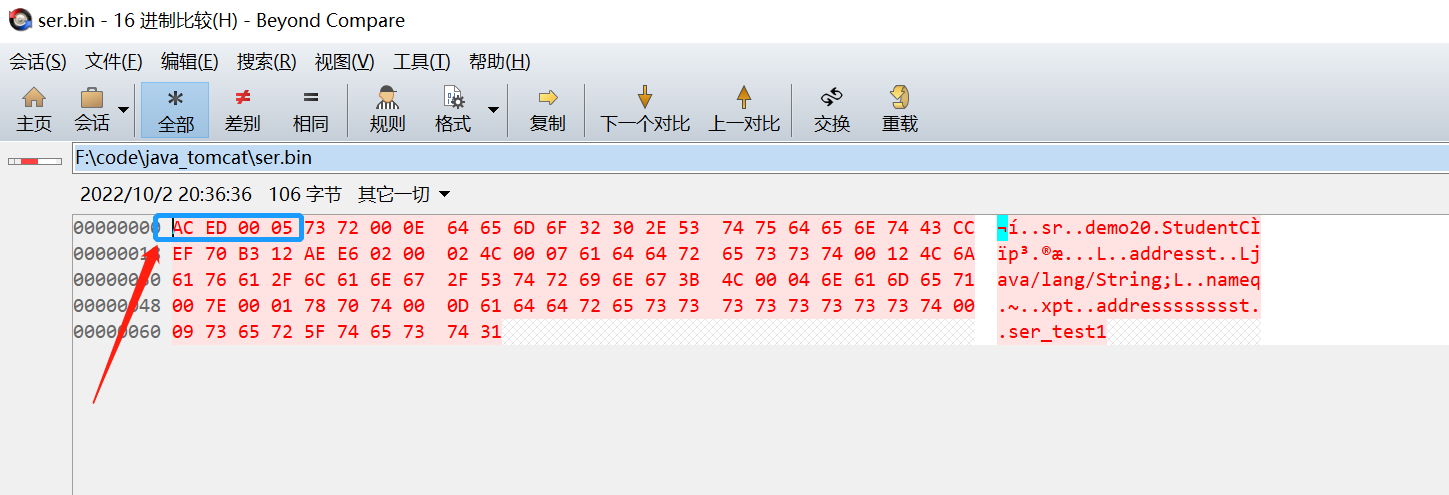 ser.bin - 16 进制比较(H) - Beyond Compare
会话(S) 文件(F) 编辑(E) 搜索(R) 视图(V) 工具(T) 帮助(H)
主页 会话 全部 差别 相同 规则 格式 复制 下一个对比 上一对比 交换 重载
F:\code\java_tomcat\ser.bin
2022/10/2 20:36:36 106 字节 其它一切
00000000 AC ED 00 05 73 72 00 0E 64 65 6D 6F 32 30 2E 53 74 75 64 65 6E 74 43 CC ¬í..sr..demo20.StudentCÌ
EF 70 B3 12 AE E6 02 00 02 4C 00 07 61 64 64 72 65 73 73 74 00 12 4C 6A ïp³.®æ...L..addresst..Lj
61 76 61 2F 6C 61 6E 67 2F 53 74 72 69 6E 67 3B 4C 00 04 6E 61 6D 65 71 ava/lang/String;L..nameq
00000048 00 7E 00 01 78 70 74 00 0D 61 64 64 72 65 73 73 73 73 73 73 73 73 74 00 .~..xpt..addresssssssst.
00000060 09 73 65 72 5F 74 65 73 74 31 .ser_test1